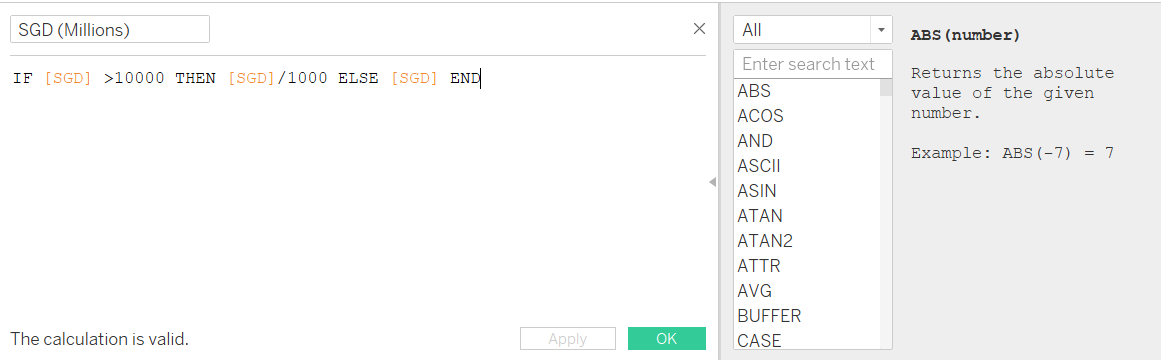 SGD (Millions)
IF [SGD] >10000 THEN [SGD]/1000 ELSE [SGD] END
The calculation is valid.
Apply
OK
All
Enter search text
ABS
ACOS
AND
ASCII
ASIN
ATAN
ATAN2
ATTR
AVG
BUFFER
CASE
ABS(number)
Returns the absolute
value of the given
number.
Example: ABS(-7) = 7